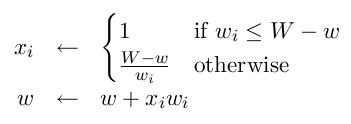 x_i ← { 1 if w_i ≤ W − w
(W−w)/w_i otherwise
w ← w + x_i w_i